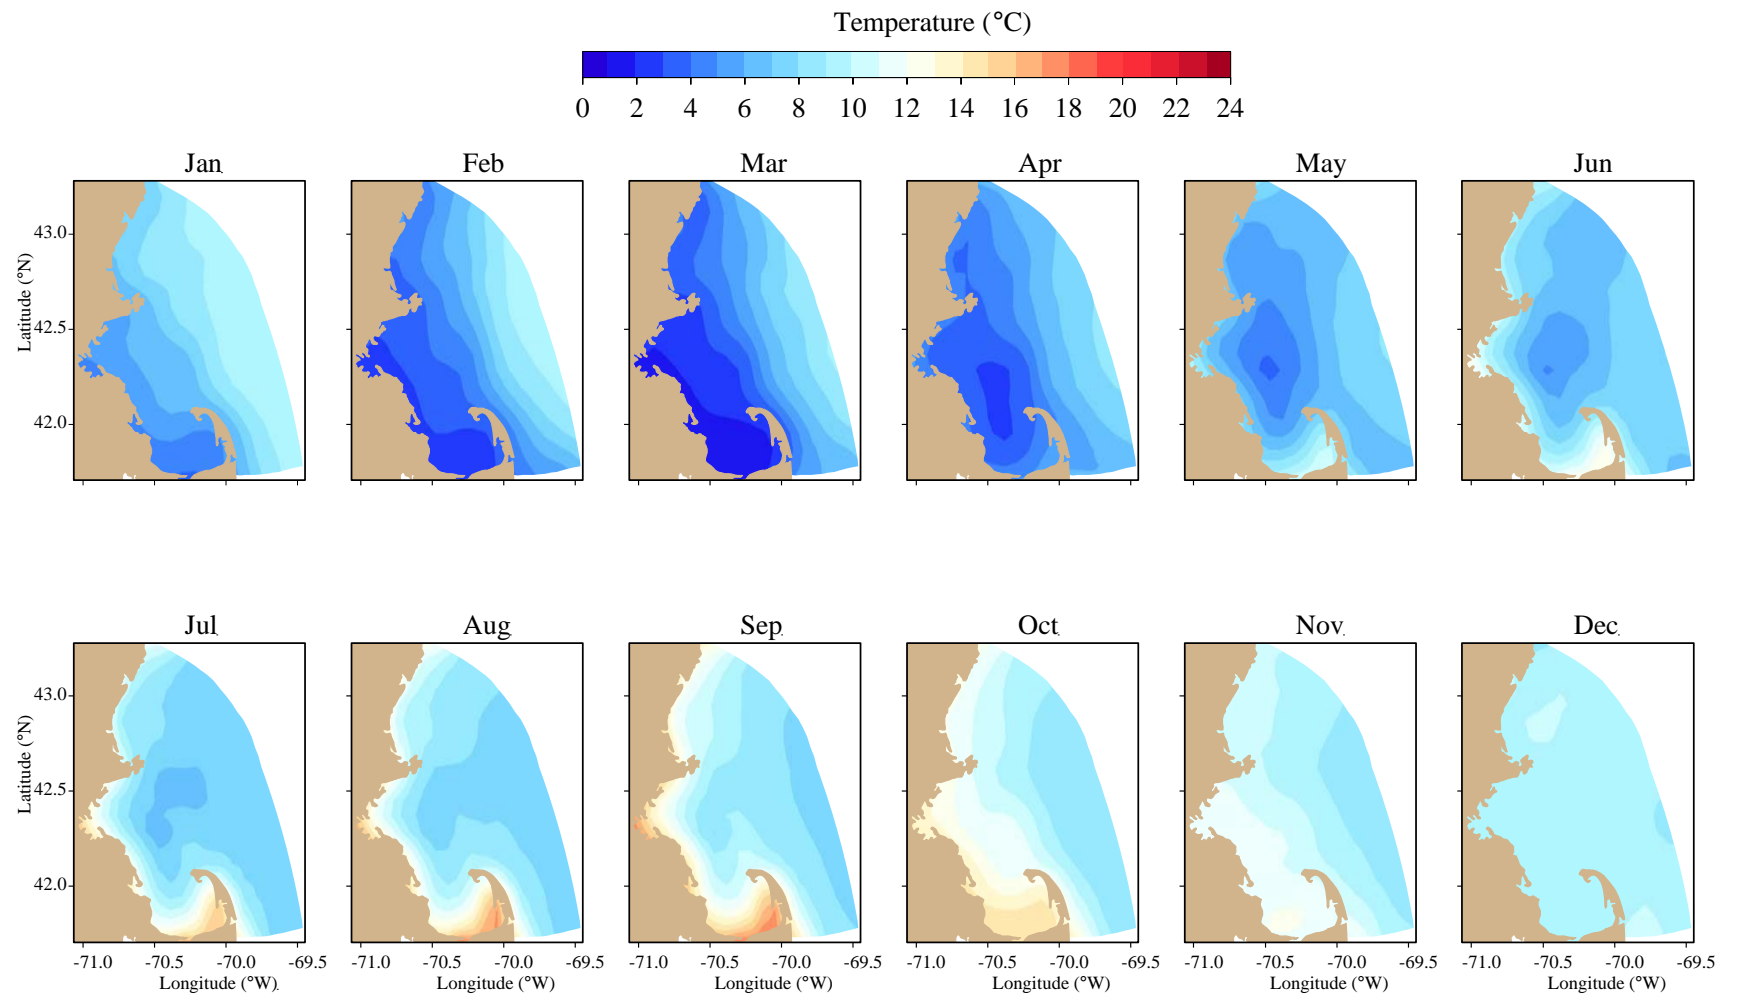 Temperature (°C)
0 2 4 6 8 10 12 14 16 18 20 22 24
Jan Feb Mar Apr May Jun
Latitude (°N)
43.0
42.5
42.0
Jul Aug Sep Oct Nov Dec
Latitude (°N)
43.0
42.5
42.0
-71.0 -70.5 -70.0 -69.5 -71.0 -70.5 -70.0 -69.5 -71.0 -70.5 -70.0 -69.5 -71.0 -70.5 -70.0 -69.5 -71.0 -70.5 -70.0 -69.5 -71.0 -70.5 -70.0 -69.5
Longitude (°W) Longitude (°W) Longitude (°W) Longitude (°W) Longitude (°W) Longitude (°W)